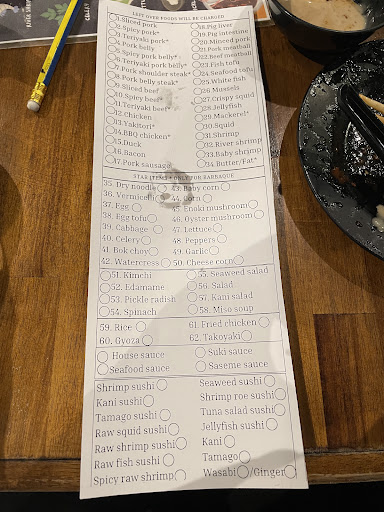 LEFT OVER FOODS WILL BE CHARGED
1.Sliced pork
2.Spicy pork*
3.Teriyaki pork*
4.Pork belly
5.Spicy pork belly*
6.Teriyaki pork belly*
7.Pork shoulder steak*
8.Pork belly steak*
9.Sliced beef
10.Spicy beef*
11.Teriyaki beef*
12.Chicken
13.Yakitori*
14.BBQ chicken*
15.Duck
16.Bacon
17.Pork sausage
18.Pig liver
19.Pig intertine
20.Minced pork
21.Pork meatball
22.Beef meatball
23.Fish tofu
24.Seafood tofu
25.White fish
26.Mussels
27.Crispy squid
28.Jellyfish
29.Mackerel*
30.Squid
31.Shrimp
32.River shrimp
33.Baby shrimp
34.Butter/Fat*
STAR ITEMS * ONLY FOR BARBAQUE
35. Dry noodle
36. Vermicelli
37. Egg
38. Egg tofu
39. Cabbage
40. Celery
41. Bok choy
42. Watercress
43. Baby corn
44. Corn
45. Enoki mushroom
46. Oyster mushroom
47. Lettuce
48. Peppers
49. Garlic
50. Cheese corn
51. Kimchi
52. Edamame
53. Pickle radish
54. Spinach
55. Seaweed salad
56. Salad
57. Kani salad
58. Miso soup
59. Rice
60. Gyoza
61. Fried chicken
62. Takoyaki
House sauce
Seafood sauce
Suki sauce
Saseme sauce
Shrimp sushi
Kani sushi
Tamago sushi
Raw squid sushi
Raw shrimp sushi
Raw fish sushi
Spicy raw shrimp
Seaweed sushi
Shrimp roe sushi
Tuna salad sushi
Jellyfish sushi
Kani
Tamago
Wasabi /Ginger